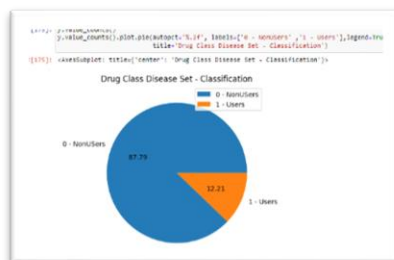 y.value_counts()
y.value_counts().plot.pie(autopct='%.2f', labels=['0 - NonUsers' ,'1 - Users'],legend=True
title='Drug Class Disease Set - Classification')
<AxesSubplot: title={'center': 'Drug Class Disease Set - Classification'}>
Drug Class Disease Set - Classification
0 - NonUSers
1 - Users
0 - NonUSers
87.79
12.21
1 - Users